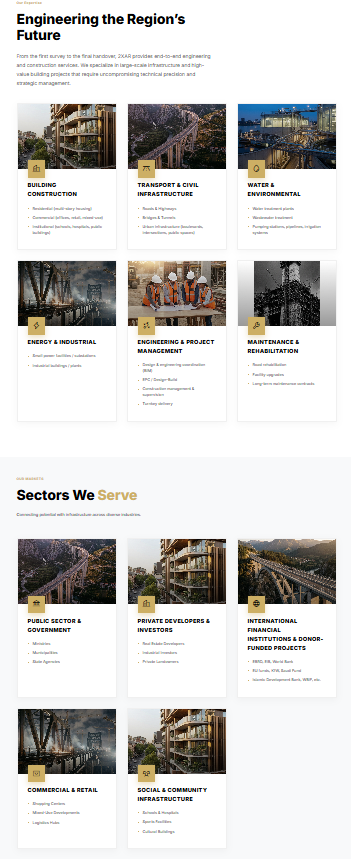 Our Expertise
Engineering the Region's
Future
From the first survey to the final handover, 2XAR provides end-to-end engineering
and construction services. We specialize in large-scale infrastructure and high-
value building projects that require uncompromising technical precision and
strategic management.
BUILDING
CONSTRUCTION
Residential (multi-story housing)
Commercial (offices, retail, mixed-use)
Institutional (schools, hospitals, public
buildings)
TRANSPORT & CIVIL
INFRASTRUCTURE
Roads & Highways
Bridges & Tunnels
Urban infrastructure (boulevards,
intersections, public spaces)
WATER &
ENVIRONMENTAL
Water treatment plants
Wastewater treatment
Pumping stations, pipelines, irrigation
systems
ENERGY & INDUSTRIAL
Small power facilities / substations
Industrial buildings / plants
ENGINEERING & PROJECT
MANAGEMENT
Design & engineering coordination
(BIM)
EPC / Design-Build
Construction management &
supervision
Turnkey delivery
MAINTENANCE &
REHABILITATION
Road rehabilitation
Facility upgrades
Long-term maintenance contracts
OUR MARKETS
Sectors We Serve
Connecting potential with infrastructure across diverse industries.
PUBLIC SECTOR &
GOVERNMENT
Ministries
Municipalities
State Agencies
PRIVATE DEVELOPERS &
INVESTORS
Real Estate Developers
Industrial Investors
Private Landowners
INTERNATIONAL
FINANCIAL
INSTITUTIONS & DONOR-
FUNDED PROJECTS
EBRD, EIB, World Bank
EU funds, KfW, Saudi Fund
Islamic Development Bank, WBIF, etc.
COMMERCIAL & RETAIL
Shopping Centers
Mixed-Use Developments
Logistics Hubs
SOCIAL & COMMUNITY
INFRASTRUCTURE
Schools & Hospitals
Sports Facilities
Cultural Buildings